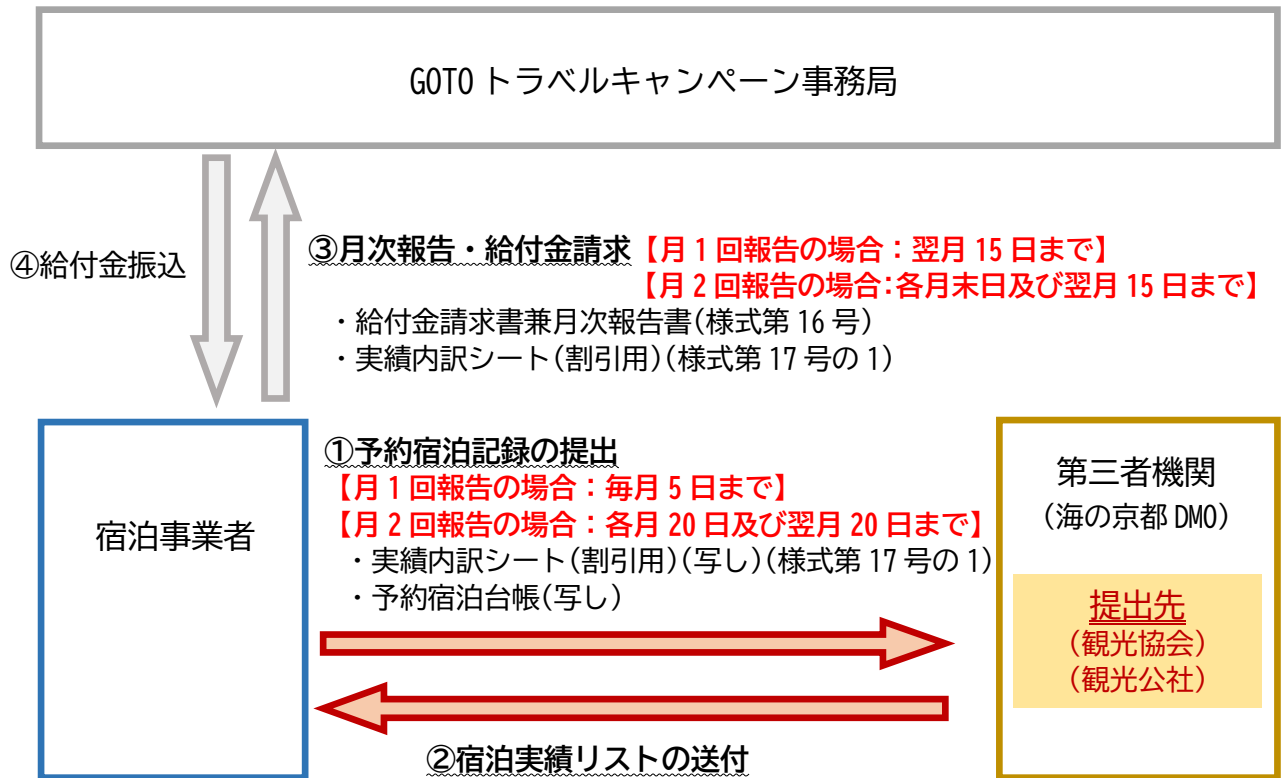 GOTOトラベルキャンペーン事務局
④給付金振込
③月次報告・給付金請求【月1回報告の場合：翌月15日まで】
【月2回報告の場合:各月末日及び翌月15日まで】
・給付金請求書兼月次報告書(様式第16号)
・実績内訳シート(割引用)(様式第17号の1)
宿泊事業者
①予約宿泊記録の提出
【月1回報告の場合：毎月5日まで】
【月2回報告の場合：各月20日及び翌月20日まで】
・実績内訳シート(割引用)(写し)(様式第17号の1)
・予約宿泊台帳(写し)
第三者機関
(海の京都DMO)
提出先
(観光協会)
(観光公社)
②宿泊実績リストの送付